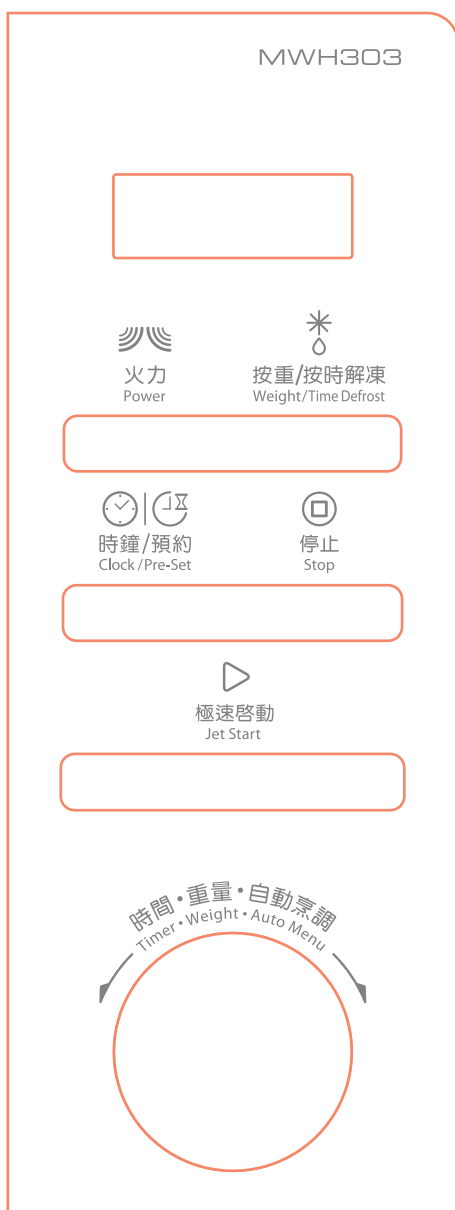 MWH303
火力
Power
按重/按時解凍
Weight/Time Defrost
時鐘/預約
Clock/Pre-Set
停止
Stop
極速啓動
Jet Start
時間・重量・自動烹調
Timer・Weight・Auto Menu